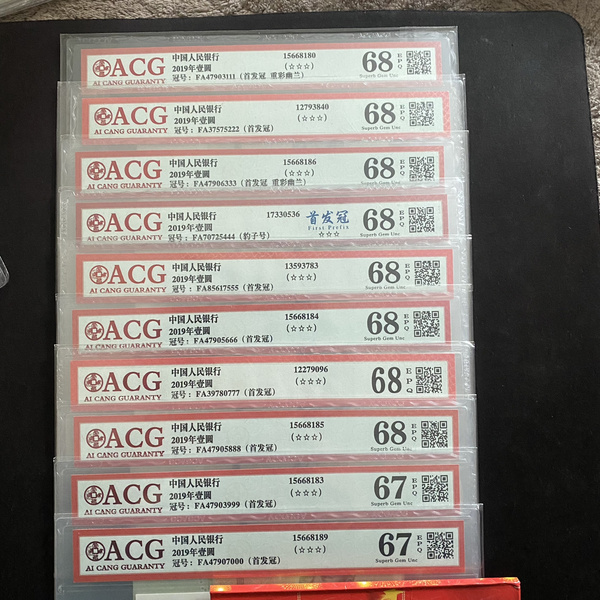 ACG
AI CANG GUARANTY
中国人民银行
2019年壹圆
冠号：FA47903111（首发冠 重彩幽兰）
15668180
（☆☆☆）
68 EPQ
Superb Gem Unc
ACG
AI CANG GUARANTY
中国人民银行
2019年壹圆
冠号：FA37575222（首发冠）
12793840
（☆☆☆）
68 EPQ
Superb Gem Unc
ACG
AI CANG GUARANTY
中国人民银行
2019年壹圆
冠号：FA47906333（首发冠 重彩幽兰）
15668186
（☆☆☆）
68 EPQ
Superb Gem Unc
ACG
AI CANG GUARANTY
中国人民银行
2019年壹圆
冠号：FA70725444（豹子号）
17330536
首发冠
First Prefix
☆☆☆
68 EPQ
Superb Gem Unc
ACG
AI CANG GUARANTY
中国人民银行
2019年壹圆
冠号：FA85617555（首发冠）
13593783
（☆☆☆）
68 EPQ
Superb Gem Unc
ACG
AI CANG GUARANTY
中国人民银行
2019年壹圆
冠号：FA47905666（首发冠）
15668184
（☆☆☆）
68 EPQ
Superb Gem Unc
ACG
AI CANG GUARANTY
中国人民银行
2019年壹圆
冠号：FA39780777（首发冠）
12279096
（☆☆☆）
68 EPQ
ACG
AI CANG GUARANTY
中国人民银行
2019年壹圆
冠号：FA47905888（首发冠）
15668185
（☆☆☆）
68 EPQ
Superb Gem Unc
ACG
AI CANG GUARANTY
中国人民银行
2019年壹圆
冠号：FA47903999（首发冠）
15668183
（☆☆☆）
67 EPQ
Superb Gem Unc
ACG
AI CANG GUARANTY
中国人民银行
2019年壹圆
冠号：FA47907000（首发冠）
15668189
（☆☆☆）
67 EPQ
Superb Gem Unc